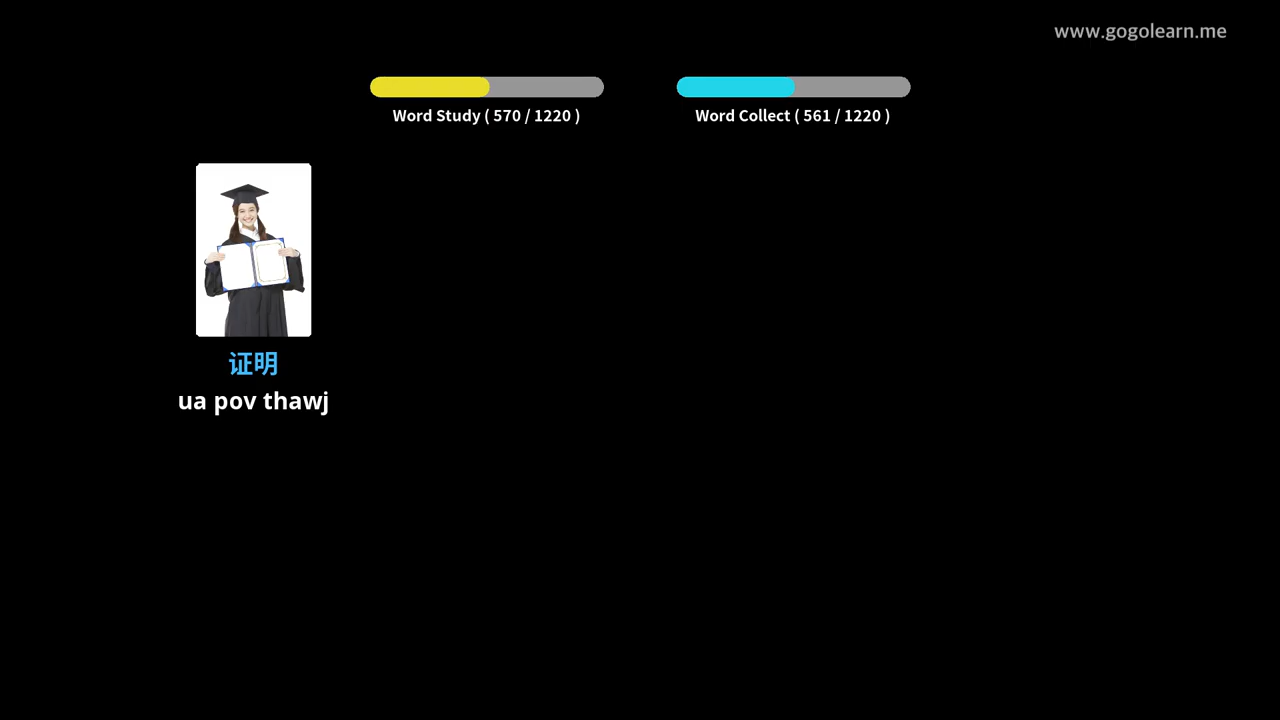 www.gogolearn.me
Word Study ( 570 / 1220 )
Word Collect ( 561 / 1220 )
证明
ua pov thawj